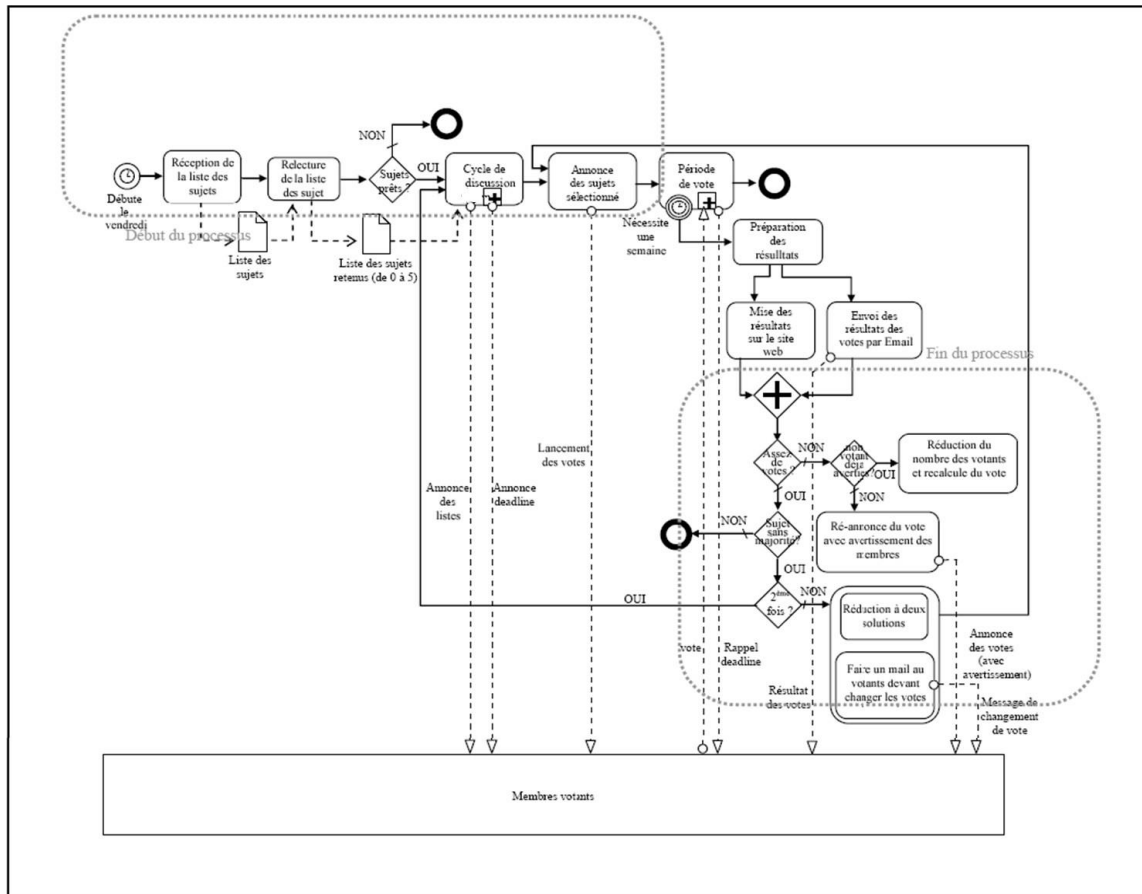 NON
Réception de
la liste des
sujets
Relecture de
la liste
des sujet
Sujets
prêts ?
OUI
Cycle de
discussion
Annonce
des sujets
sélectionné
Période
de vote
Débute
le
vendredi
Début du processus
Liste des
sujets
Liste des sujets
retenus (de 0 à 5)
Nécessite
une
semaine
Préparation
des
résulltats
Mise des
résultats
sur le site
web
Envoi des
résultats des
votes par Email
Fin du processus
Lancement
des votes
Assez
de
votes ?
NON
non
votant
déjà
avertis?
OUI
Réduction du
nombre des votants
et recalcule du vote
Annonce
des
listes
Annonce
deadline
OUI
NON
NON
Sujet
sans
majorité?
Ré-anronce du vote
avec avertissement des
membres
OUI
OUI
2ème
fois ?
NON
Réduction à deux
solutions
vote
Rappel
deadline
Résultat
des votes
Faire un mail au
votants devant
changer les votes
Annonce
des votes
(avec
avertissement)
Message de
changement
de vote
Membres votants